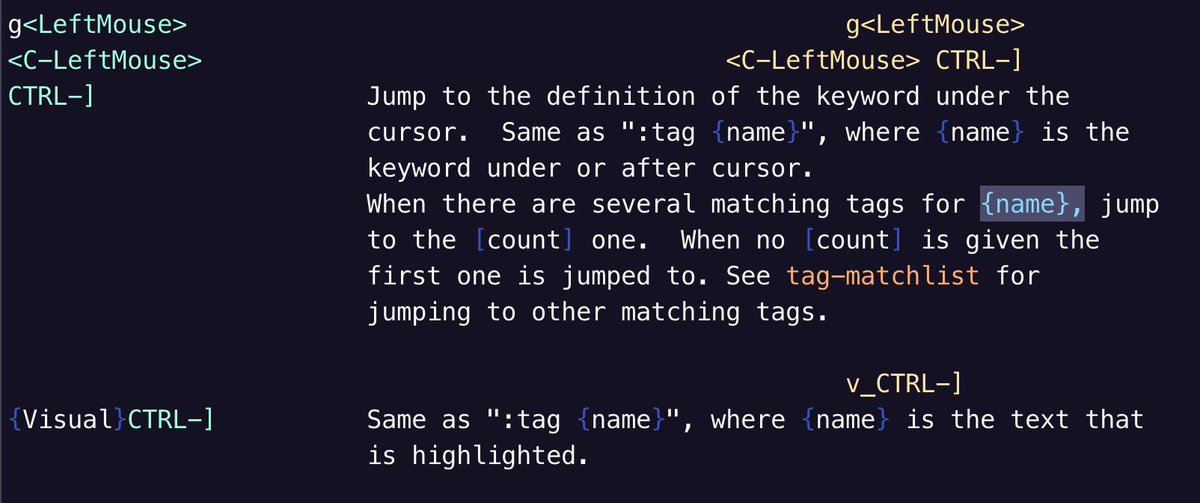 g<LeftMouse> g<LeftMouse>
<C-LeftMouse> <C-LeftMouse> CTRL-]
CTRL-] Jump to the definition of the keyword under the
cursor.  Same as ":tag {name}", where {name} is the
keyword under or after cursor.
When there are several matching tags for {name}, jump
to the [count] one.  When no [count] is given the
first one is jumped to. See tag-matchlist for
jumping to other matching tags.
v_CTRL-]
{Visual}CTRL-] Same as ":tag {name}", where {name} is the text that
is highlighted.